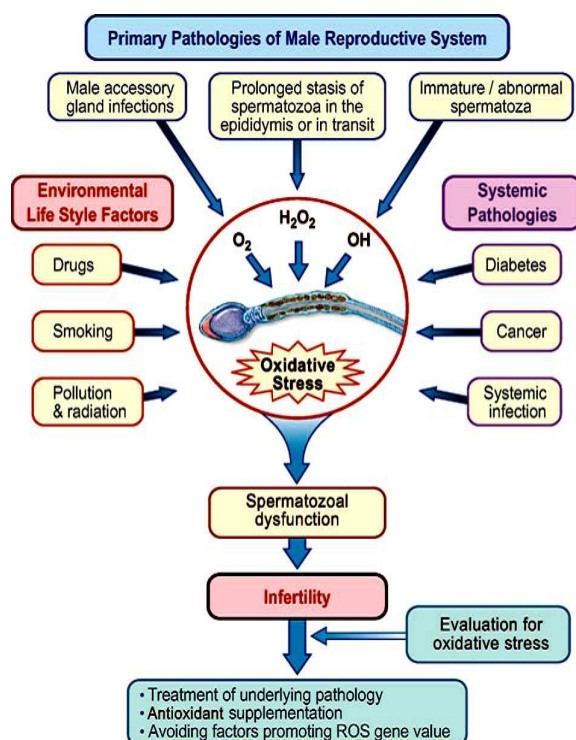 Primary Pathologies of Male Reproductive System
Male accessory
gland infections
Prolonged stasis of
spermatozoa in the
epididymis or in transit
Immature / abnormal
spermatoza
Environmental
Life Style Factors
Systemic
Pathologies
H₂O₂
O₂
OH
Drugs
Diabetes
Smoking
Cancer
Oxidative
Stress
Pollution
& radiation
Systemic
infection
Spermatozoal
dysfunction
Infertility
Evaluation for
oxidative stress
• Treatment of underlying pathology
• Antioxidant supplementation
• Avoiding factors promoting ROS gene value